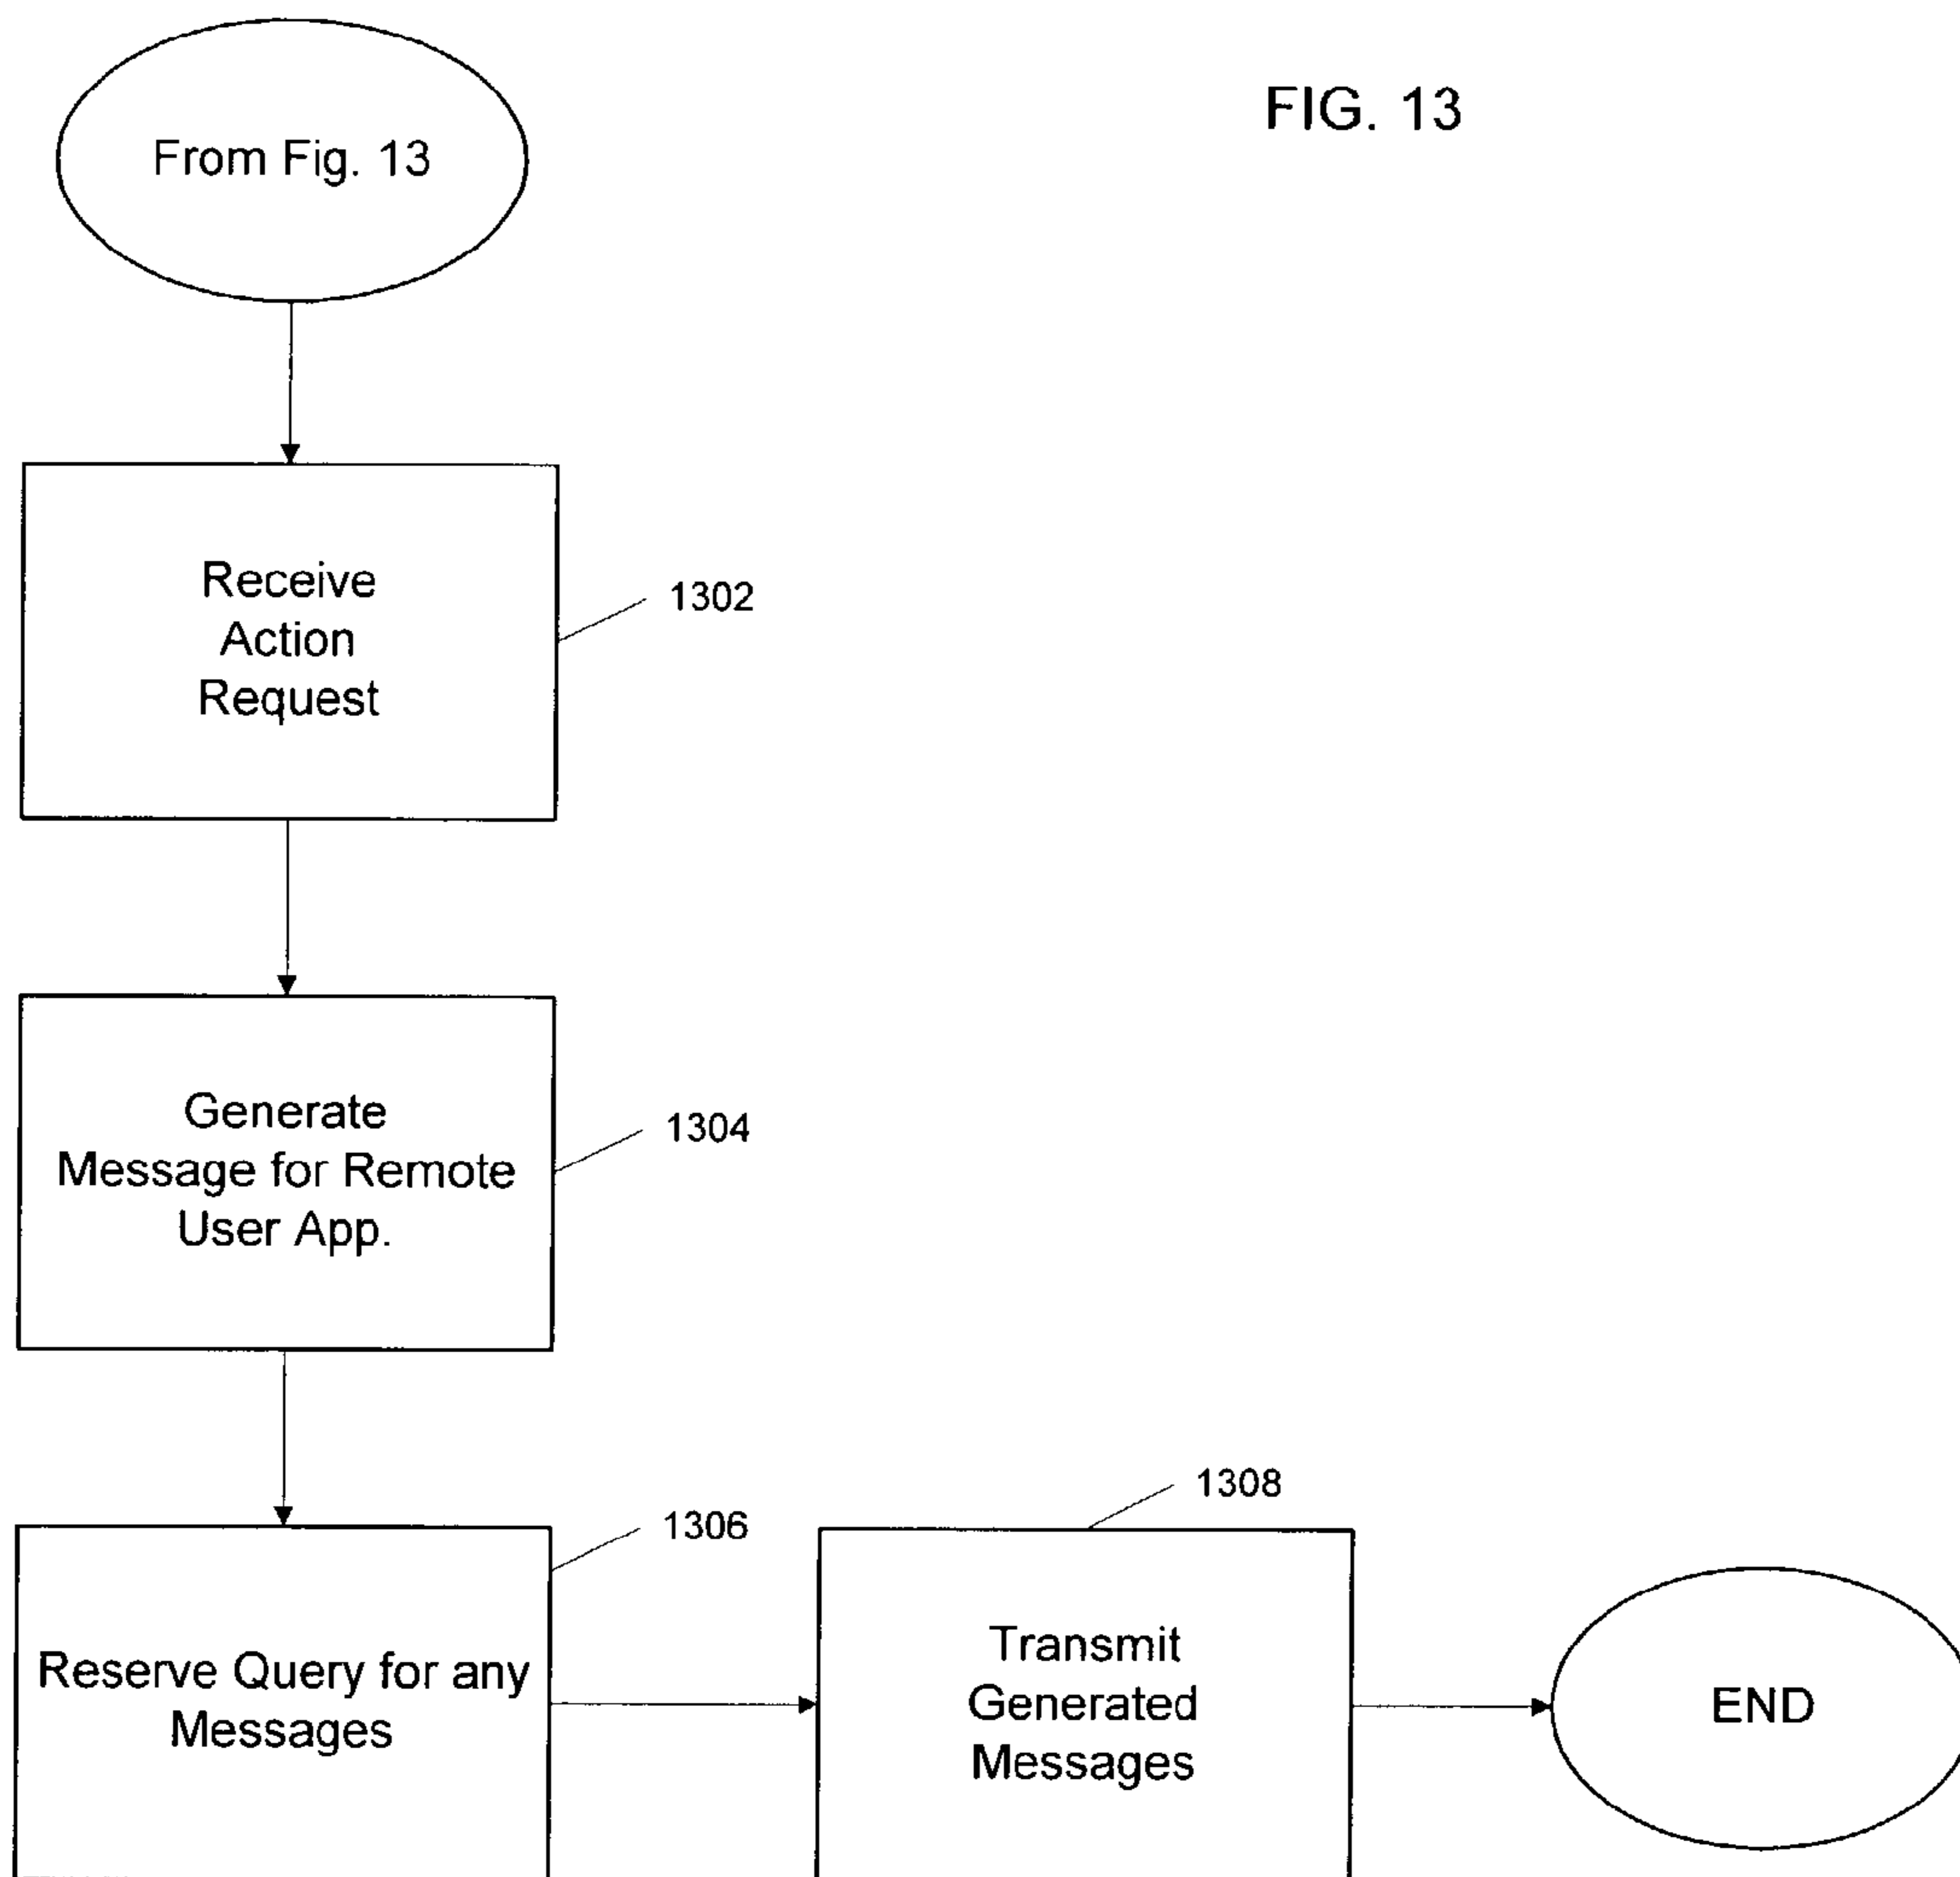 FIG. 13
From Fig. 13
Receive
Action
Request
1302
Generate
Message for Remote
User App.
1304
Reserve Query for any
Messages
1306
Transmit
Generated
Messages
1308
END